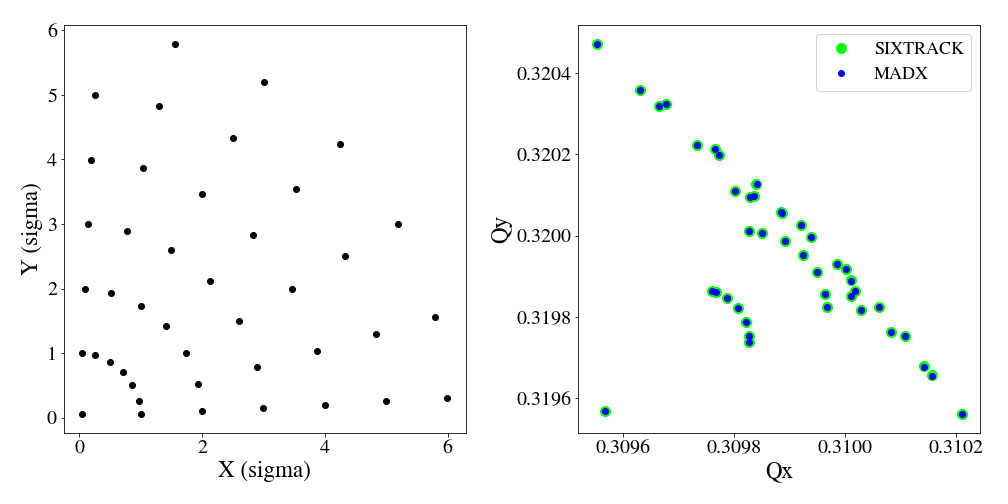 6
5
4
3
2
1
0
Y (sigma)
0 2 4 6
X (sigma)
SIXTRACK
MADX
0.3204
0.3202
0.3200
0.3198
0.3196
Qy
0.3096 0.3098 0.3100 0.3102
Qx